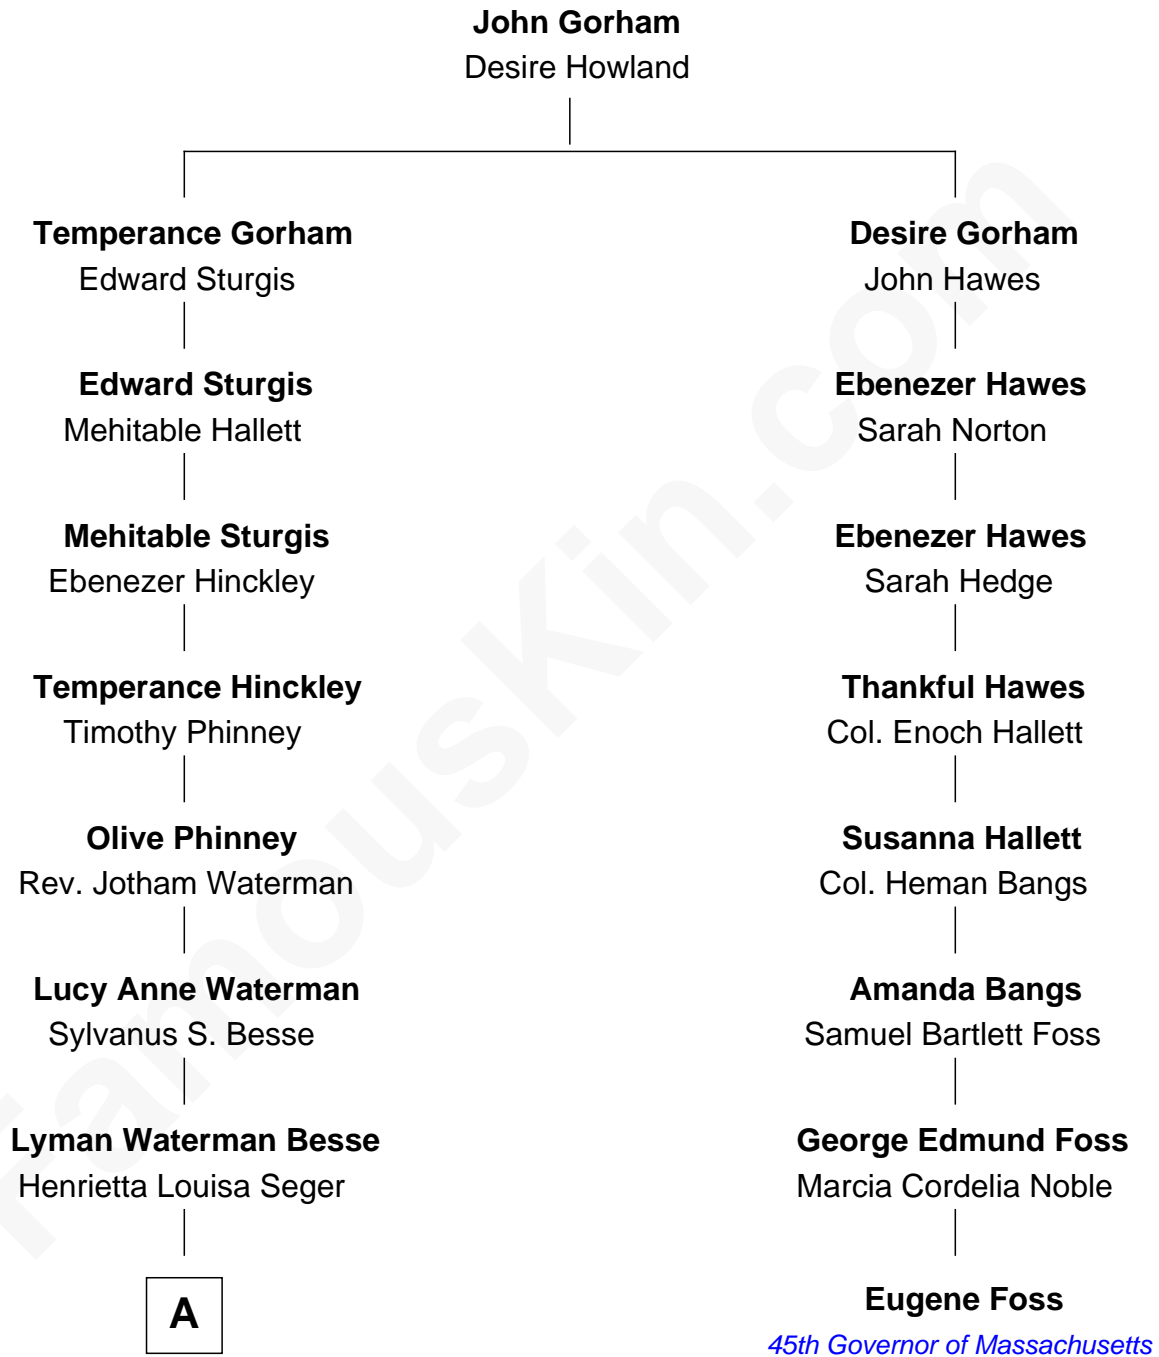 John Gorham
Desire Howland
Temperance Gorham
Edward Sturgis
Desire Gorham
John Hawes
Edward Sturgis
Mehitable Hallett
Ebenezer Hawes
Sarah Norton
Mehitable Sturgis
Ebenezer Hinckley
Ebenezer Hawes
Sarah Hedge
Temperance Hinckley
Timothy Phinney
Thankful Hawes
Col. Enoch Hallett
Olive Phinney
Rev. Jotham Waterman
Susanna Hallett
Col. Heman Bangs
Lucy Anne Waterman
Sylvanus S. Besse
Amanda Bangs
Samuel Bartlett Foss
Lyman Waterman Besse
Henrietta Louisa Seger
George Edmund Foss
Marcia Cordelia Noble
A
Eugene Foss
45th Governor of Massachusetts
FamousKin.com